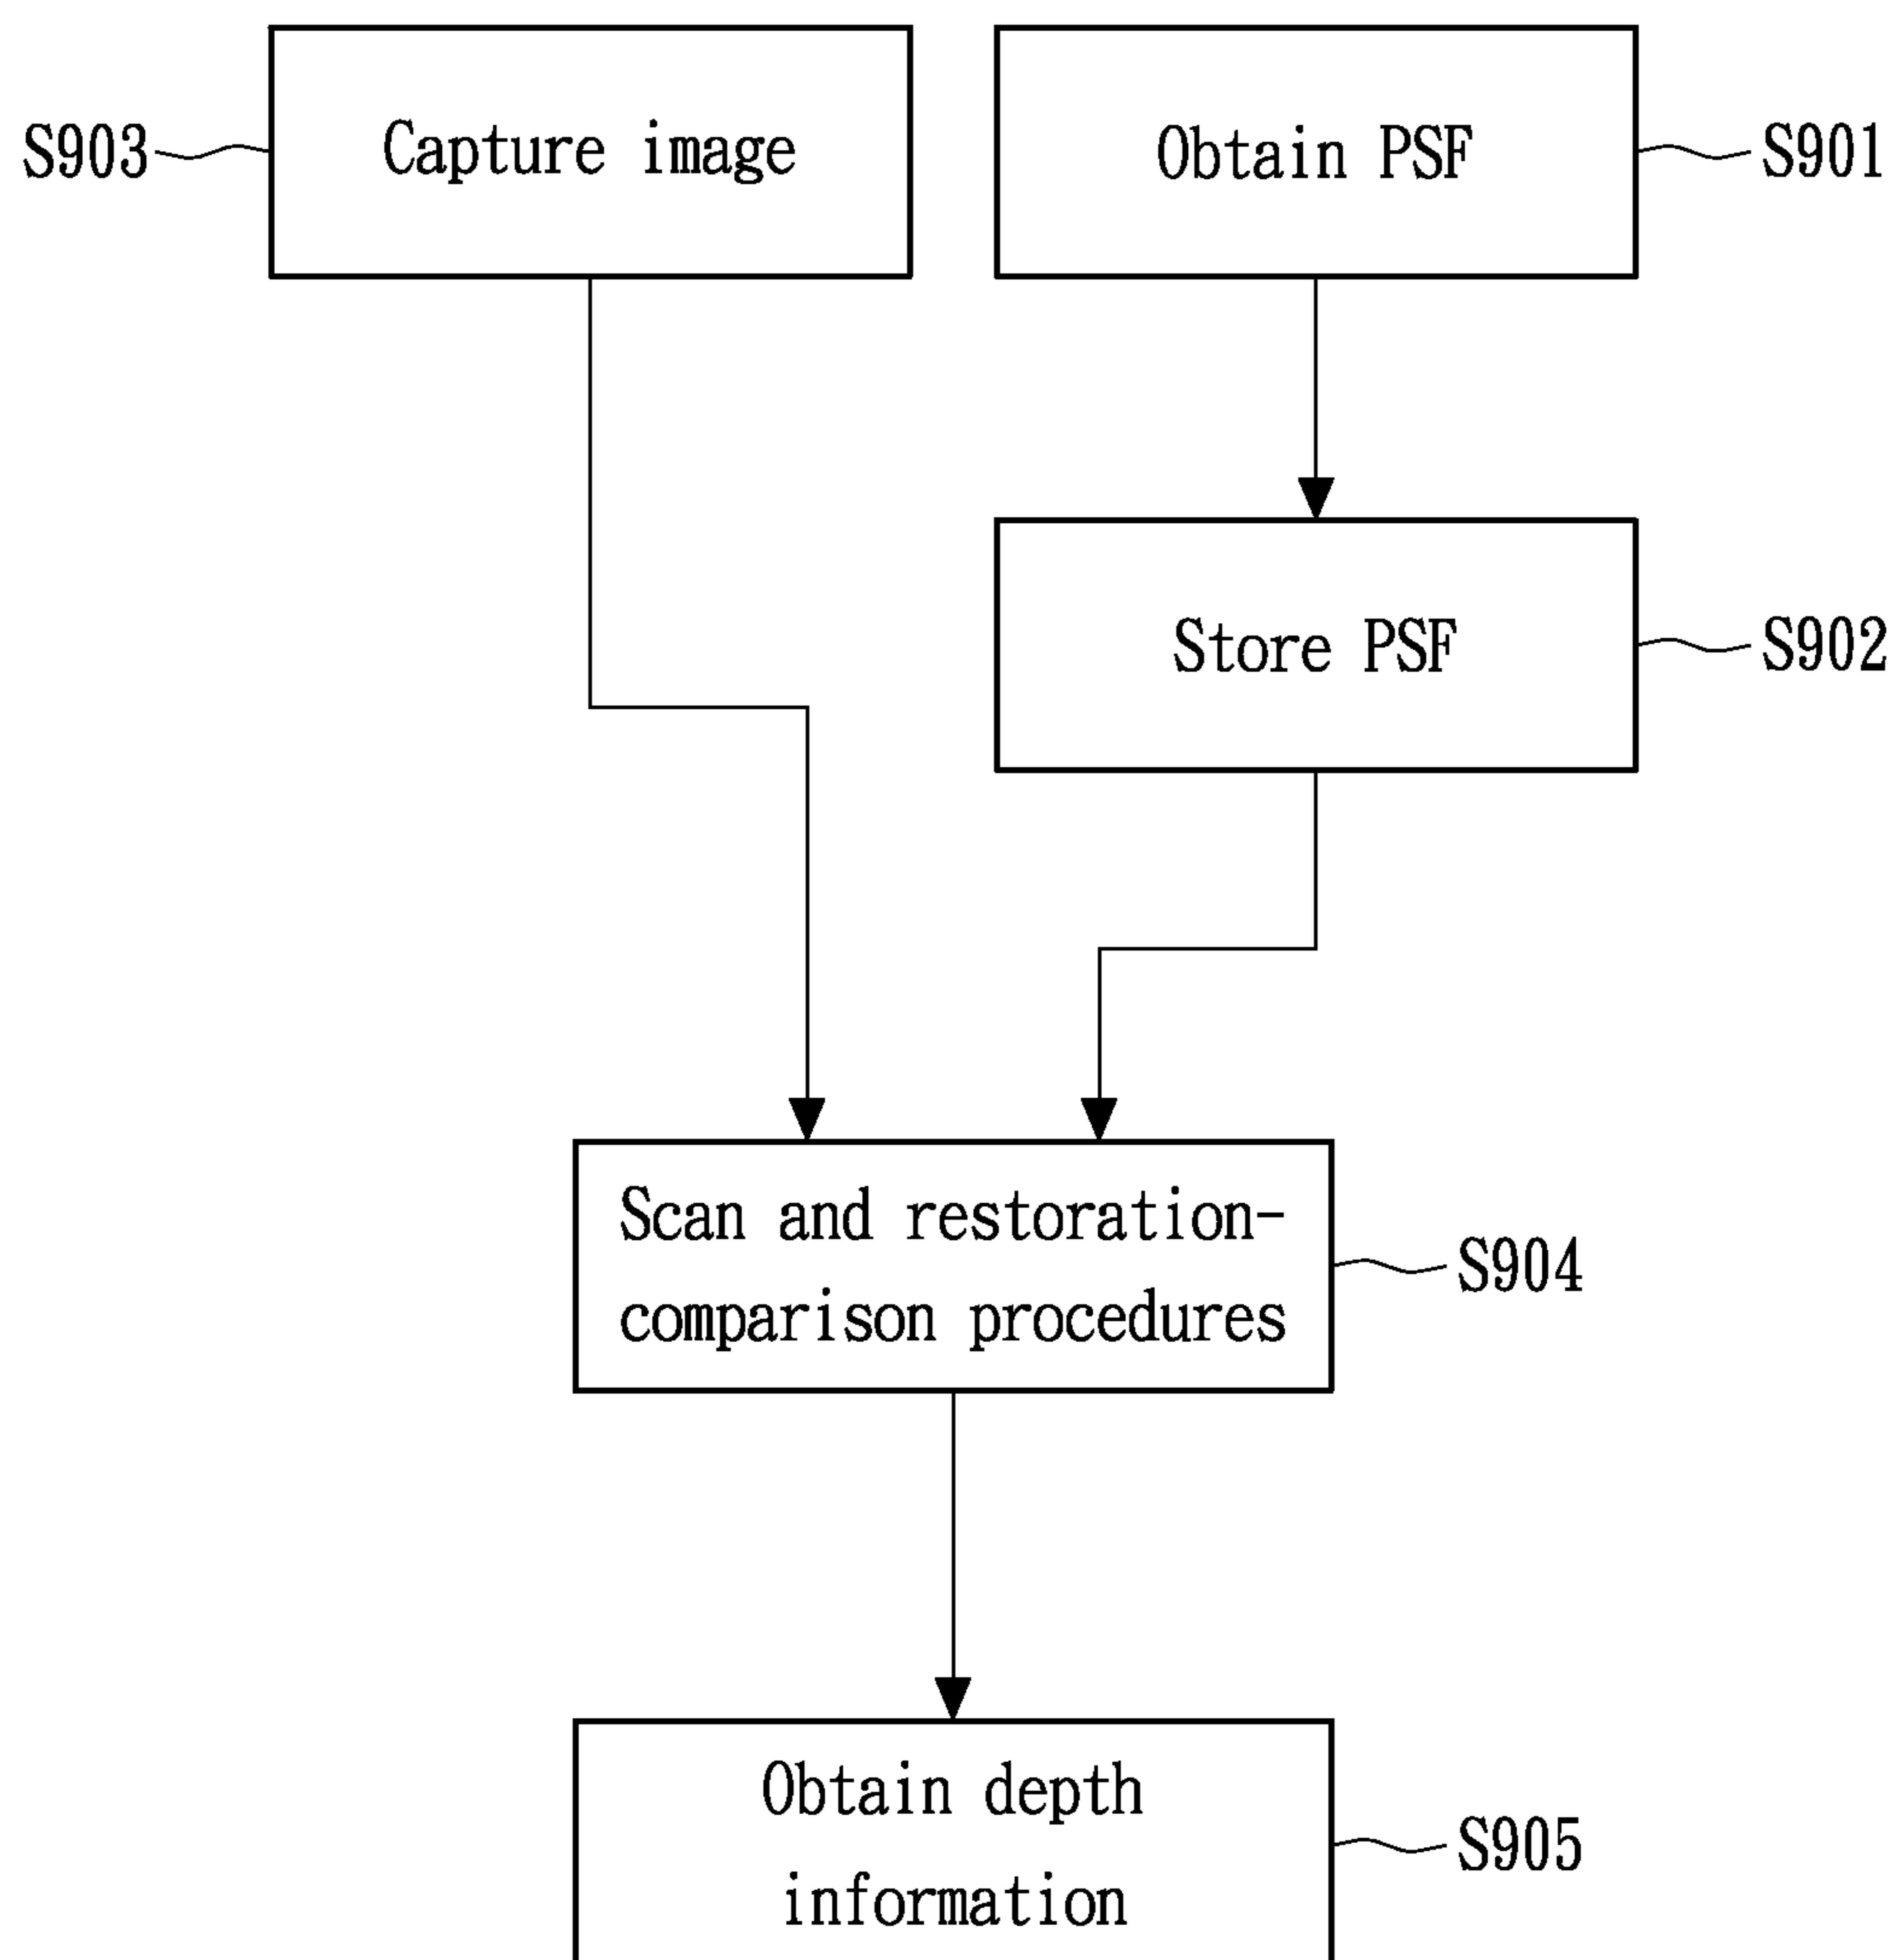 S903
Capture image
Obtain PSF
S901
Store PSF
S902
Scan and restoration-
comparison procedures
S904
Obtain depth
information
S905